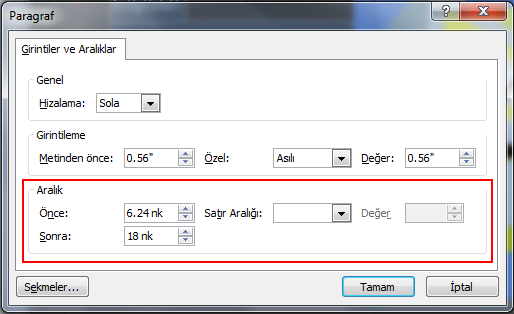 Paragraf
Girintiler ve Aralıklar
Genel
Hizalama: Sola
Girintileme
Metinden önce: 0.56" Özel: Asılı Değer: 0.56"
Aralık
Önce: 6.24 nk Satır Aralığı: Değer
Sonra: 18 nk
Sekmeler... Tamam İptal